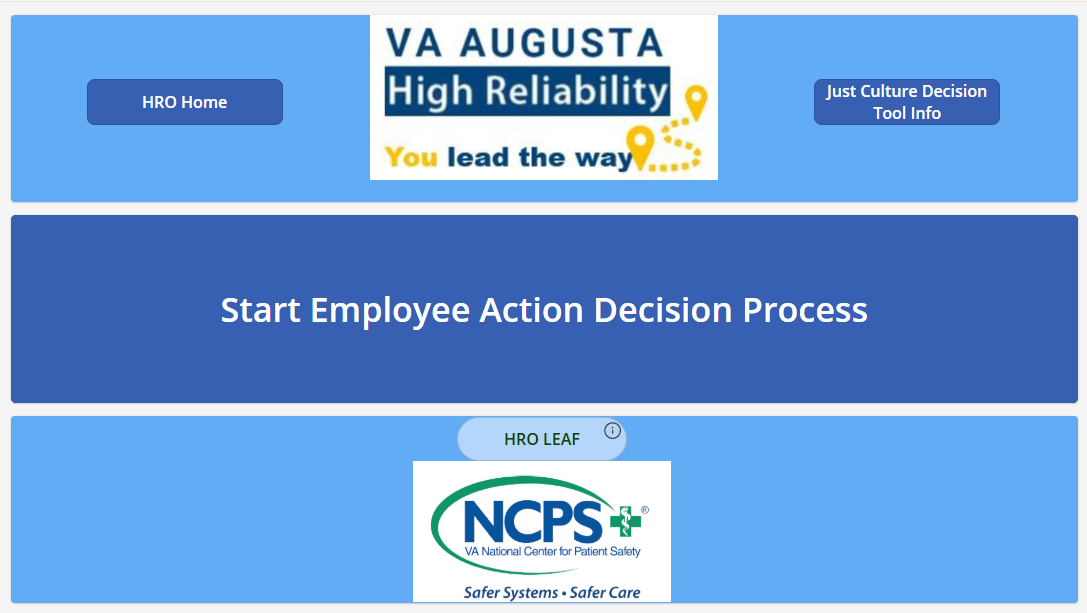 VA AUGUSTA
High Reliability
You lead the way
HRO Home
Just Culture Decision
Tool Info
Start Employee Action Decision Process
HRO LEAF
NCPS®
VA National Center for Patient Safety
Safer Systems • Safer Care